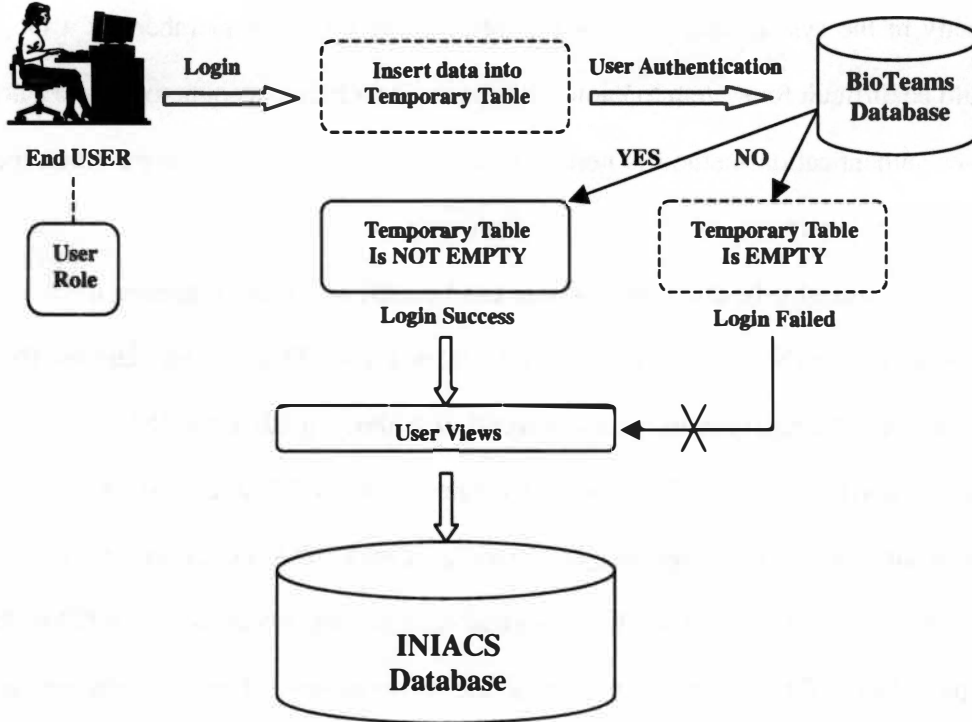 Login
Insert data into
Temporary Table
User Authentication
BioTeams
Database
End USER
YES
NO
User
Role
Temporary Table
Is NOT EMPTY
Temporary Table
Is EMPTY
Login Success
Login Failed
User Views
INIACS
Database